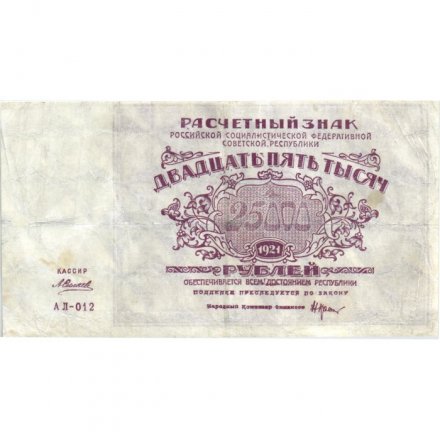 РАСЧЕТНЫЙ ЗНАК
РОССИЙСКОЙ СОЦИАЛИСТИЧЕСКОЙ ФЕДЕРАТИВНОЙ
СОВЕТСКОЙ РЕСПУБЛИКИ
ДВАДЦАТЬ ПЯТЬ ТЫСЯЧ
25000
1921
РУБЛЕЙ
ОБЕСПЕЧИВАЕТСЯ ВСЕМ ДОСТОЯНИЕМ РЕСПУБЛИКИ
ПОДДЕЛКА ПРЕСЛЕДУЕТСЯ ПО ЗАКОНУ
Народный Комиссар Финансов
КАССИР
АЛ-012